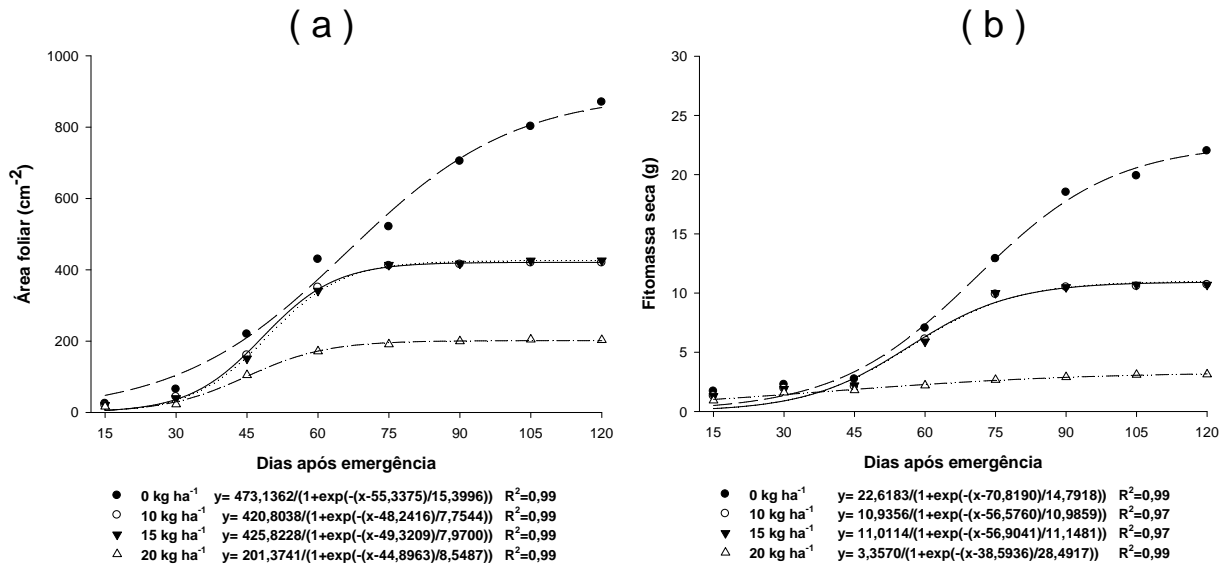 ( a )
1000
800
600
400
200
0
Área foliar (cm⁻²)
15 30 45 60 75 90 105 120
Dias após emergência
0 kg ha⁻¹ y= 473,1362/(1+exp(-(x-55,3375)/15,3996)) R²=0,99
10 kg ha⁻¹ y= 420,8038/(1+exp(-(x-48,2416)/7,7544)) R²=0,99
15 kg ha⁻¹ y= 425,8228/(1+exp(-(x-49,3209)/7,9700)) R²=0,99
20 kg ha⁻¹ y= 201,3741/(1+exp(-(x-44,8963)/8,5487)) R²=0,99
( b )
30
25
20
15
10
5
0
Fitomassa seca (g)
15 30 45 60 75 90 105 120
Dias após emergência
0 kg ha⁻¹ y= 22,6183/(1+exp(-(x-70,8190)/14,7918)) R²=0,99
10 kg ha⁻¹ y= 10,9356/(1+exp(-(x-56,5760)/10,9859)) R²=0,97
15 kg ha⁻¹ y= 11,0114/(1+exp(-(x-56,9041)/11,1481)) R²=0,97
20 kg ha⁻¹ y= 3,3570/(1+exp(-(x-38,5936)/28,4917)) R²=0,99